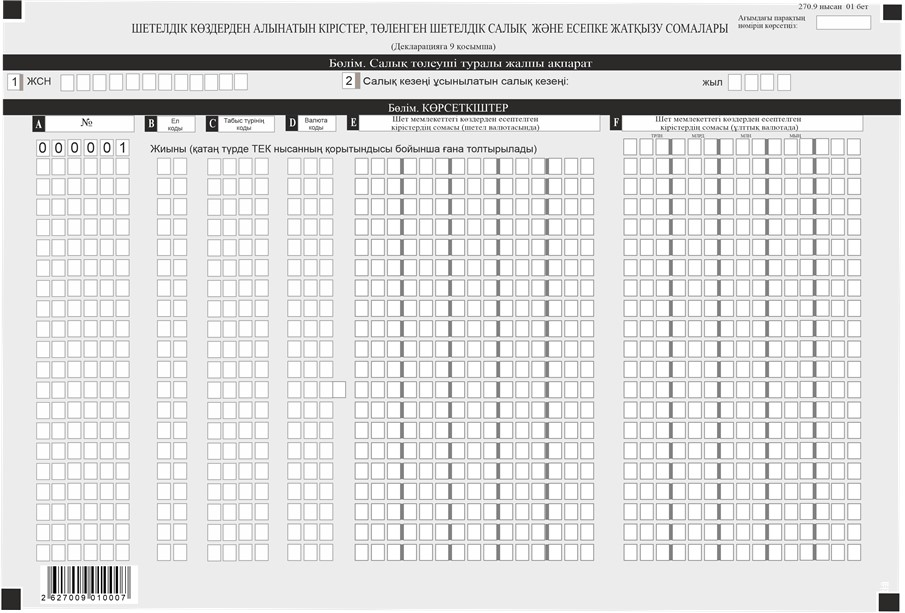 270.9 нысан 01 бет
Ағымдағы парақтың
нөмірін көрсетіңіз:
ШЕТЕЛДІК КӨЗДЕРДЕН АЛЫНАТЫН КІРІСТЕР, ТӨЛЕНГЕН ШЕТЕЛДІК САЛЫҚ ЖӘНЕ ЕСЕПКЕ ЖАТҚЫЗУ СОМАЛАРЫ
(Декларацияға 9 қосымша)
Бөлім. Салық төлеуші туралы жалпы ақпарат
1 ЖСН 2 Салық кезеңі ұсынылатын салық кезеңі: жыл
Бөлім. КӨРСЕТКІШТЕР
A № B Ел коды C Табыс түрінің коды D Валюта коды E Шет мемлекеттегі көздерден есептелген кірістердің сомасы (шетел валютасында) F Шет мемлекеттегі көздерден есептелген кірістердің сомасы (ұлттық валютада)
ТРЛН МЛРД МЛН МЫҢ
000001 Жиыны (қатаң түрде ТЕК нысанның қорытындысы бойынша ғана толтырылады)
2 627009 010007